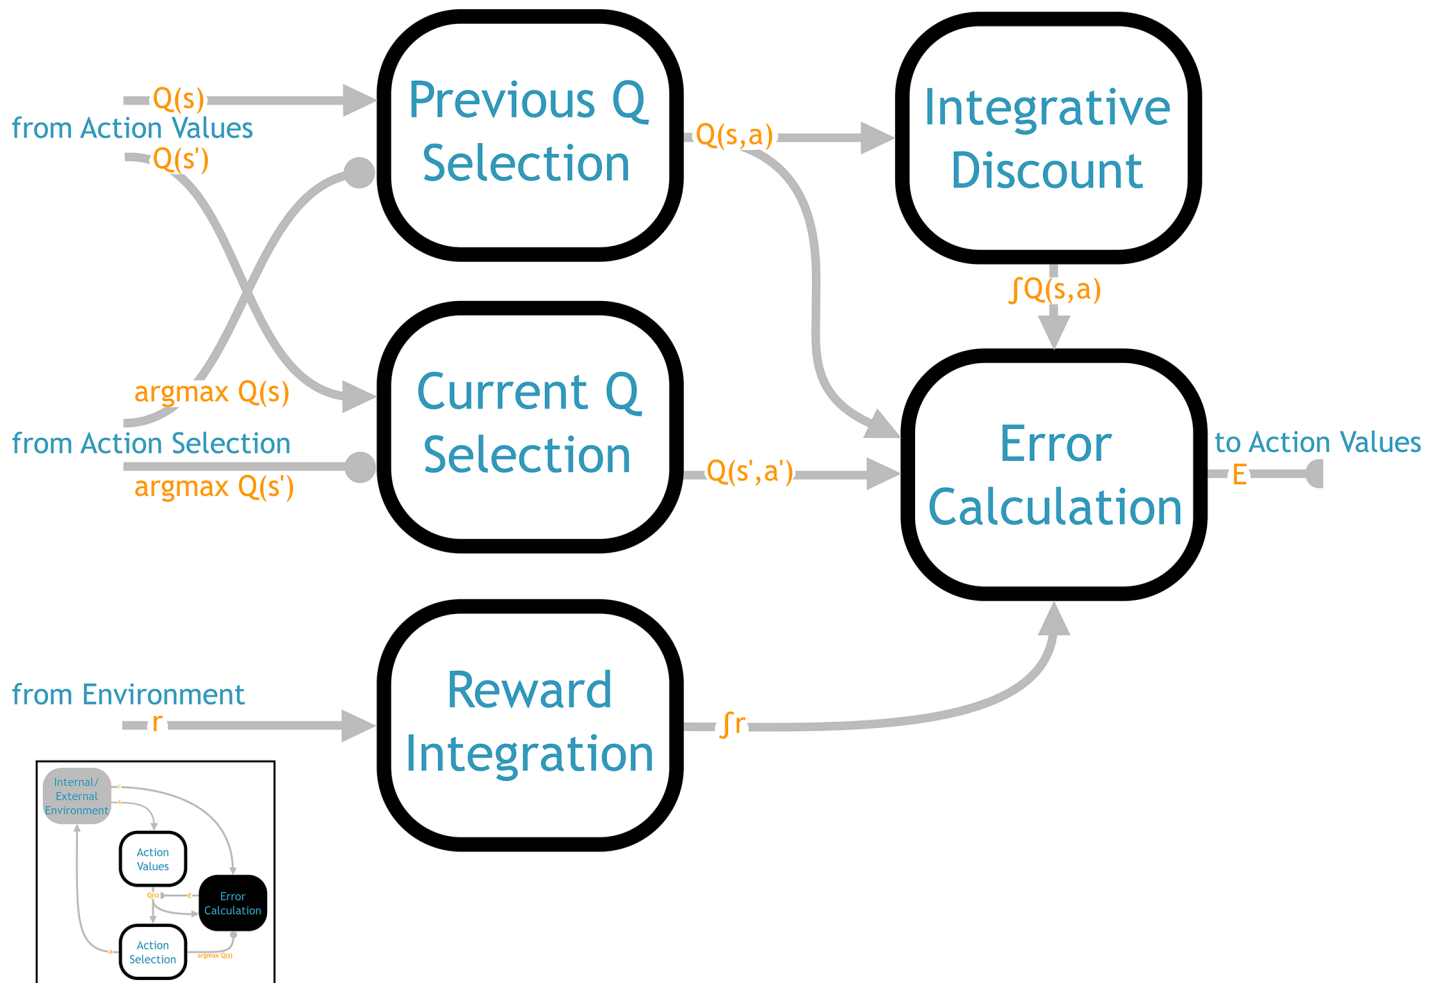 Q(s)
from Action Values
Q(s')
argmax Q(s)
from Action Selection
argmax Q(s')
from Environment
r
Previous Q
Selection
Current Q
Selection
Reward
Integration
Q(s,a)
Q(s',a')
∫r
Integrative
Discount
∫Q(s,a)
Error
Calculation
to Action Values
E
Internal/
External
Environment
Action
Values
Q(s)
E
Error
Calculation
Action
Selection
argmax Q(s)